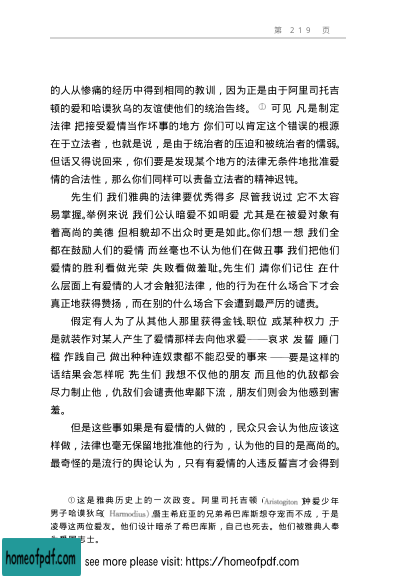 第 219 页
的人从惨痛的经历中得到相同的教训，因为正是由于阿里司托吉
顿的爱和哈谟狄乌的友谊使他们的统治告终。① 可见 凡是制定
法律 把接受爱情当作坏事的地方 你们可以肯定这个错误的根源
在于立法者，也就是说，是由于统治者的压迫和被统治者的懦弱。
但话又得说回来，你们要是发现某个地方的法律无条件地批准爱
情的合法性，那么你们同样可以责备立法者的精神迟钝。
先生们 我们雅典的法律要优秀得多 尽管我说过 它不太容
易掌握。举例来说 我们公认暗爱不如明爱 尤其是在被爱对象有
着高尚的美德 但相貌却不出众时更是如此。你们想一想 我们全
都在鼓励人们的爱情 而丝毫也不认为他们在做丑事 我们把他们
爱情的胜利看做光荣 失败看做羞耻。先生们 请你们记住 在什
么层面上有爱情的人才会触犯法律，他的行为在什么场合下才会
真正地获得赞扬，而在别的什么场合下会遭到最严厉的谴责。
假定有人为了从其他人那里获得金钱、职位 或某种权力 于
是就装作对某人产生了爱情那样去向他求爱——哀求 发誓 睡门
槛 作践自己 做出种种连奴隶都不能忍受的事来——要是这样的
话结果会怎样呢 先生们 我想不仅他的朋友 而且他的仇敌都会
尽力制止他，仇敌们会谴责他卑鄙下流，朋友们则会为他感到害
羞。
但是这些事如果是有爱情的人做的，民众只会认为他应该这
样做，法律也毫无保留地批准他的行为，认为他的目的是高尚的。
最奇怪的是流行的舆论认为，只有有爱情的人违反誓言才会得到
①这是雅典历史上的一次政变。阿里司托吉顿（Aristogiton）钟爱少年
男子哈谟狄乌（Harmodius），僭主希庇亚的兄弟希巴库斯想夺宠而不成，于是
凌辱这两位爱友。他们设计暗杀了希巴库斯，自己也死去。他们被雅典人奉
homeofpdf.com
see more please visit: https://homeofpdf.com